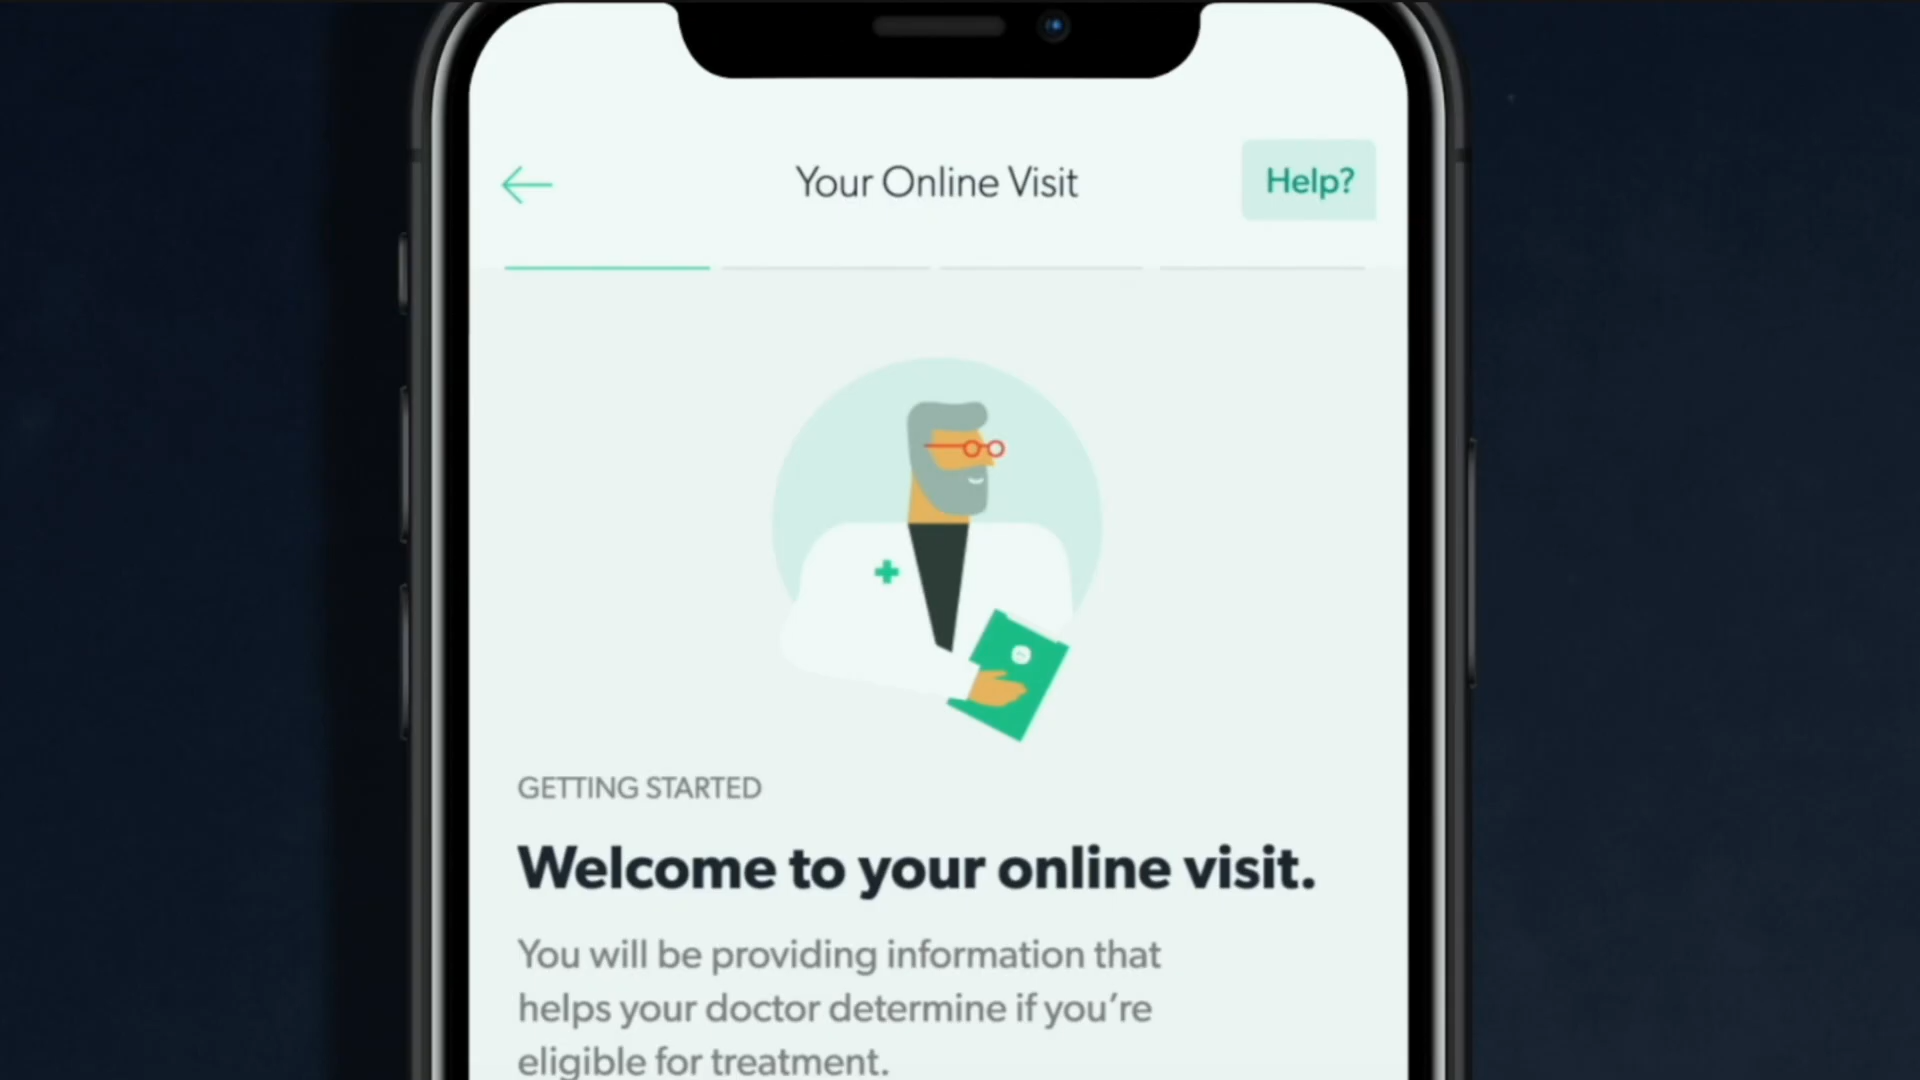 Your Online Visit
Help?
GETTING STARTED
Welcome to your online visit.
You will be providing information that
helps your doctor determine if you’re
eligible for treatment.